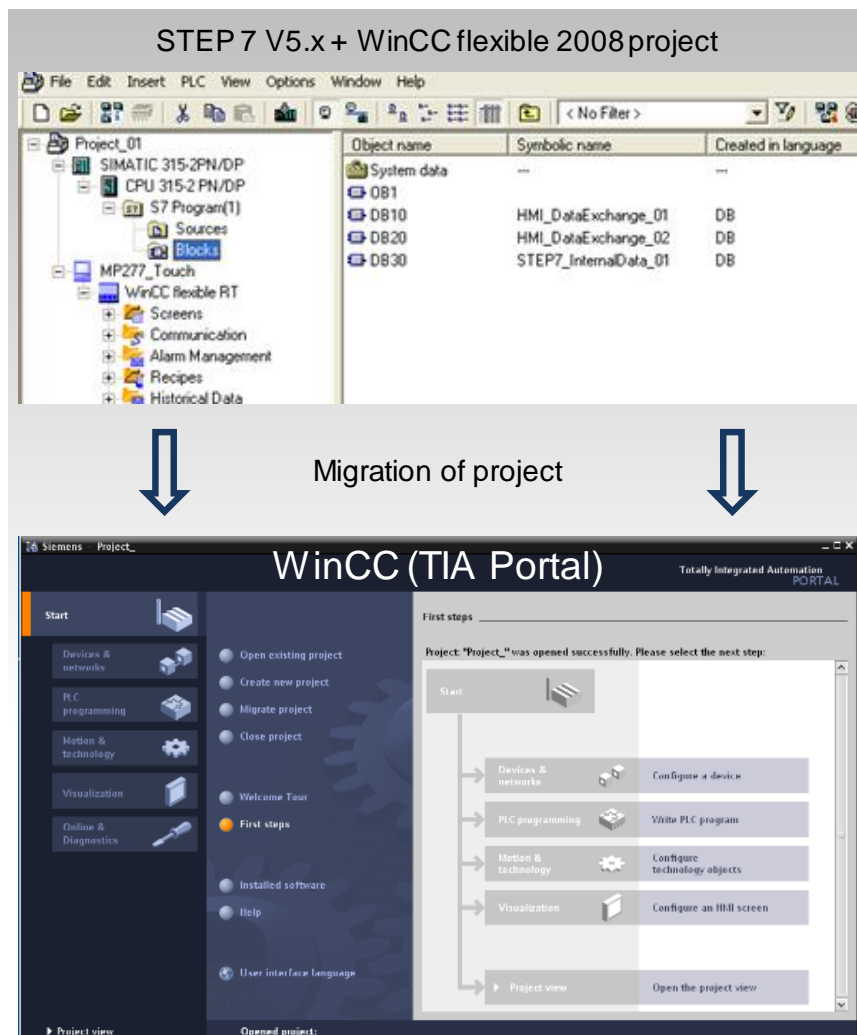 STEP 7 V5.x + WinCC flexible 2008 project
File Edit Insert PLC View Options Window Help
< No Filter >
Project_01
SIMATIC 315-2PN/DP
CPU 315-2 PN/DP
S7 Program(1)
Sources
Blocks
MP277_Touch
WinCC flexible RT
Screens
Communication
Alarm Management
Recipes
Historical Data
Object name Symbolic name Created in language
System data --- ---
OB1
DB10 HMI_DataExchange_01 DB
DB20 HMI_DataExchange_02 DB
DB30 STEP7_InternalData_01 DB
Migration of project
Siemens - Project_
WinCC (TIA Portal)
Totally Integrated Automation
PORTAL
Start
Devices &
networks
PLC
programming
Motion &
technology
Visualization
Online &
Diagnostics
Project view
Open existing project
Create new project
Migrate project
Close project
Welcome Tour
First steps
Installed software
Help
User interface language
Opened project:
First steps
Project: "Project_" was opened successfully. Please select the next step:
Start
Devices &
networks
Configure a device
PLC programming
Write PLC program
Motion &
technology
Configure
technology objects
Visualization
Configure an HMI screen
Project view
Open the project view